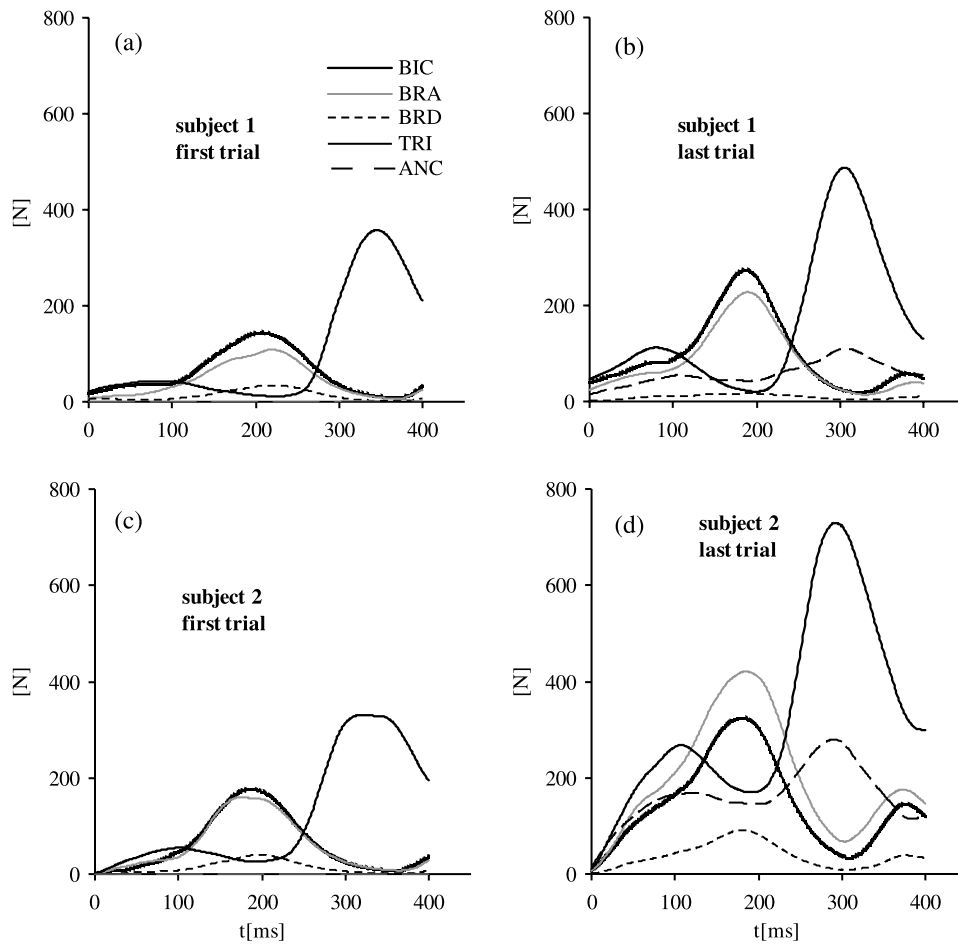 (a)
800
600
400
200
0
[N]
BIC
BRA
BRD
TRI
ANC
subject 1
first trial
0 100 200 300 400
(b)
800
600
400
200
0
[N]
subject 1
last trial
0 100 200 300 400
(c)
800
600
400
200
0
[N]
subject 2
first trial
0 100 200 300 400
t[ms]
(d)
800
600
400
200
0
[N]
subject 2
last trial
0 100 200 300 400
t[ms]